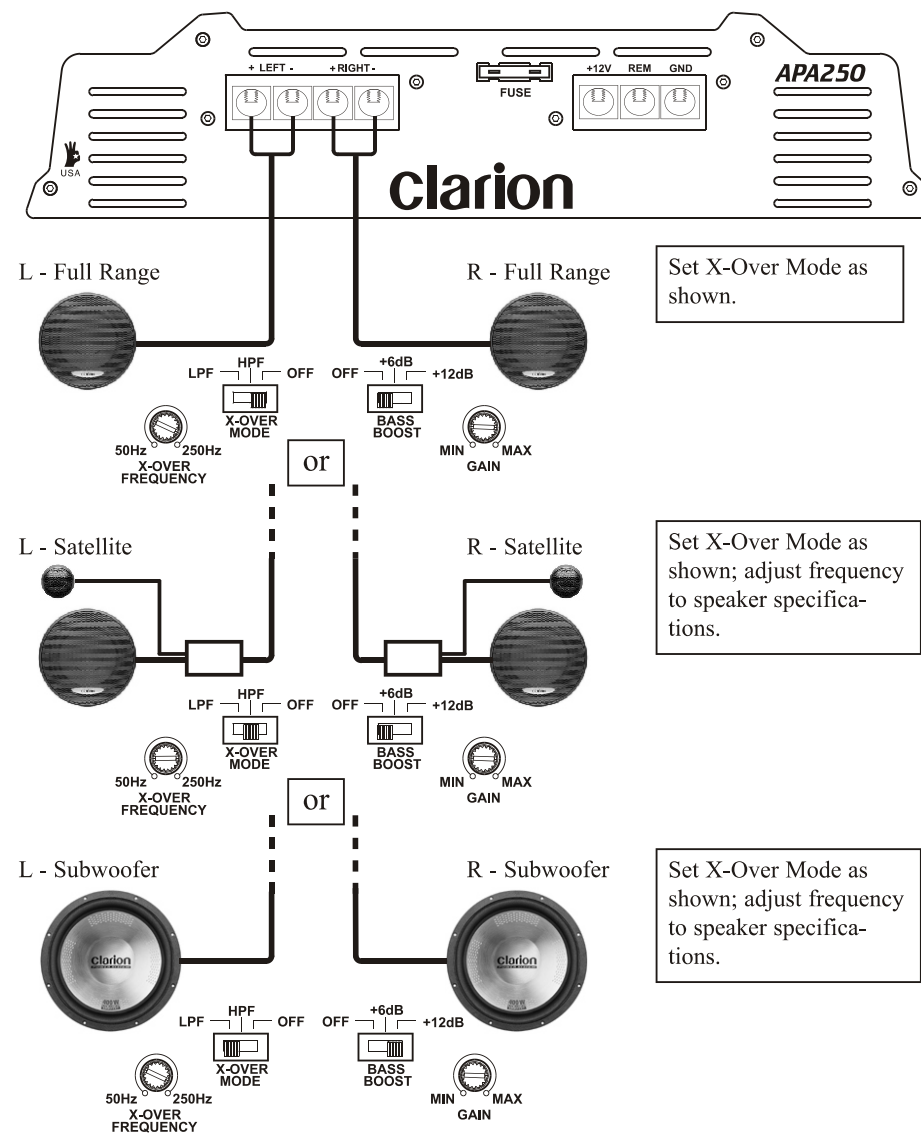 + LEFT -
+ RIGHT -
FUSE
+12V REM GND
APA250
USA
clarion
L - Full Range
R - Full Range
Set X-Over Mode as
shown.
LPF HPF OFF
X-OVER
MODE
OFF +6dB +12dB
BASS
BOOST
50Hz 250Hz
X-OVER
FREQUENCY
MIN MAX
GAIN
or
L - Satellite
R - Satellite
Set X-Over Mode as
shown; adjust frequency
to speaker specifica-
tions.
LPF HPF OFF
X-OVER
MODE
OFF +6dB +12dB
BASS
BOOST
50Hz 250Hz
X-OVER
FREQUENCY
MIN MAX
GAIN
or
L - Subwoofer
R - Subwoofer
Set X-Over Mode as
shown; adjust frequency
to speaker specifica-
tions.
clarion
clarion
LPF HPF OFF
X-OVER
MODE
OFF +6dB +12dB
BASS
BOOST
50Hz 250Hz
X-OVER
FREQUENCY
MIN MAX
GAIN